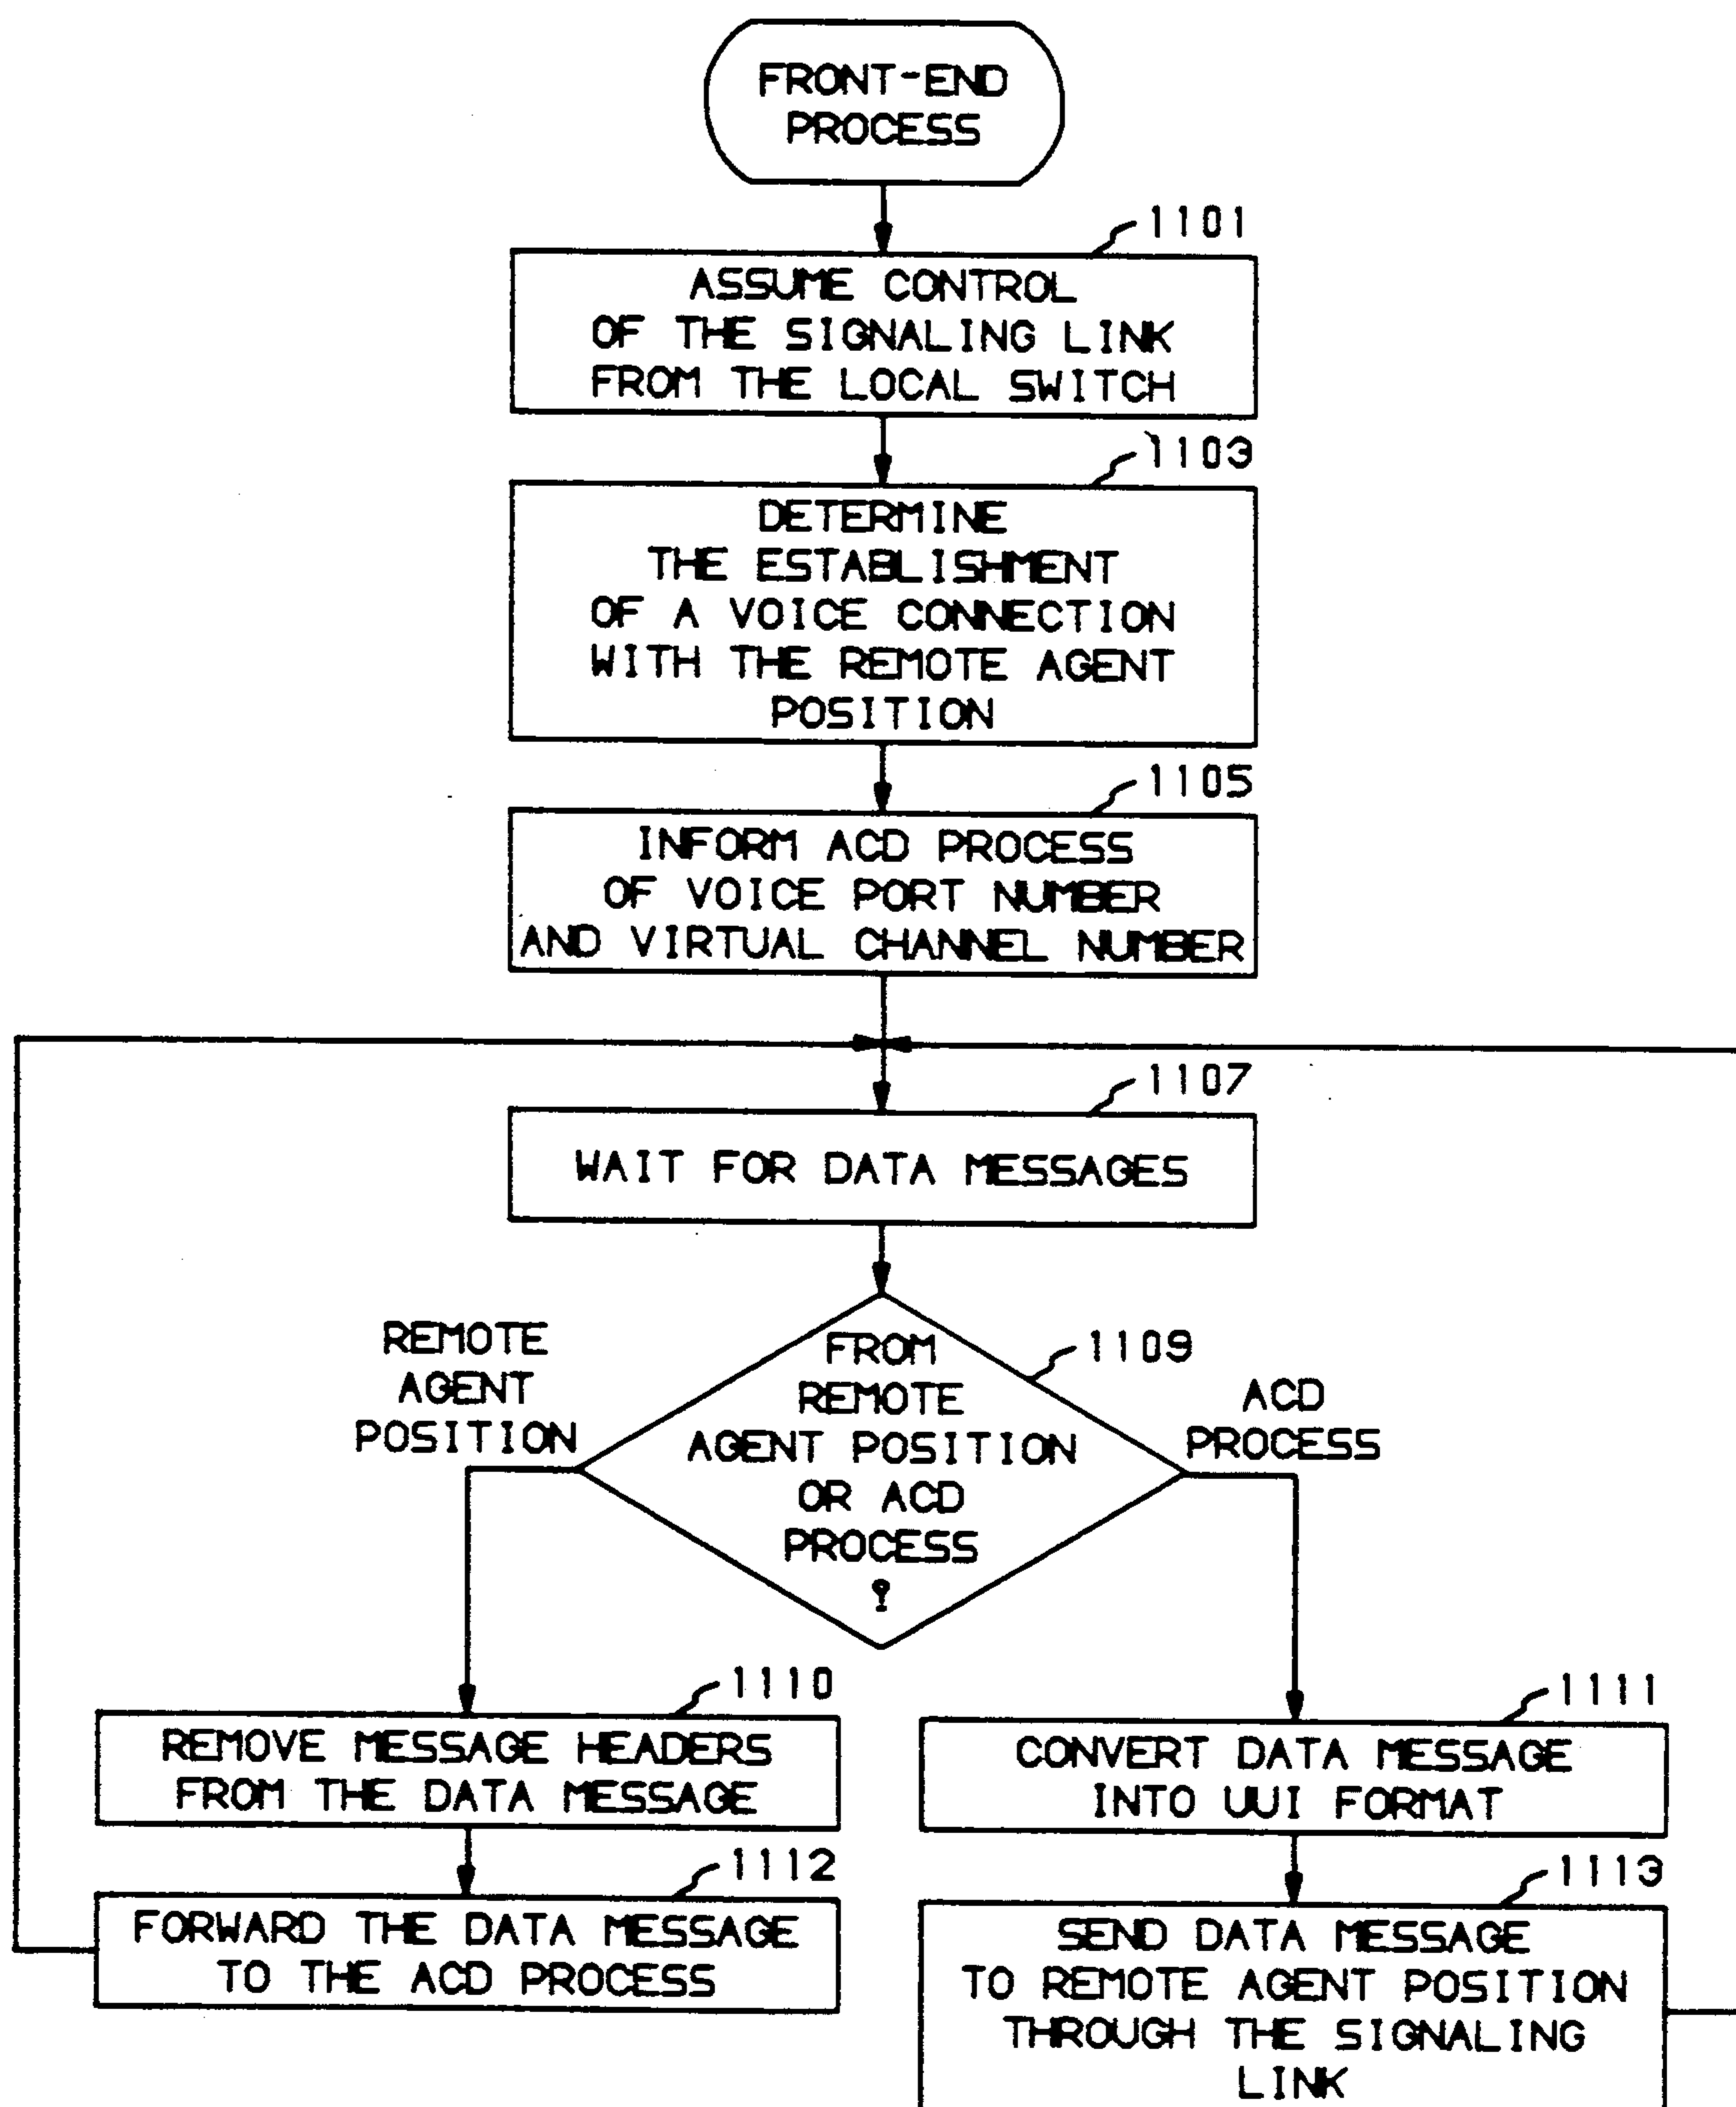 FRONT-END
PROCESS
1101
ASSUME CONTROL
OF THE SIGNALING LINK
FROM THE LOCAL SWITCH
1103
DETERMINE
THE ESTABLISHMENT
OF A VOICE CONNECTION
WITH THE REMOTE AGENT
POSITION
1105
INFORM ACD PROCESS
OF VOICE PORT NUMBER
AND VIRTUAL CHANNEL NUMBER
1107
WAIT FOR DATA MESSAGES
REMOTE
AGENT
POSITION
FROM
REMOTE
AGENT POSITION
OR ACD
PROCESS
?
1109
ACD
PROCESS
1110
REMOVE MESSAGE HEADERS
FROM THE DATA MESSAGE
1111
CONVERT DATA MESSAGE
INTO UUI FORMAT
1112
FORWARD THE DATA MESSAGE
TO THE ACD PROCESS
1113
SEND DATA MESSAGE
TO REMOTE AGENT POSITION
THROUGH THE SIGNALING
LINK